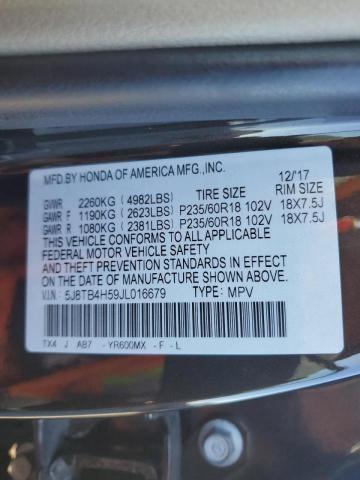 MFD.BY HONDA OF AMERICA MFG.,INC. 12/'17
GVWR 2260KG (4982LBS) TIRE SIZE RIM SIZE
GAWR F 1190KG (2623LBS) P235/60R18 102V 18X7.5J
GAWR R 1080KG (2381LBS) P235/60R18 102V 18X7.5J
THIS VEHICLE CONFORMS TO ALL APPLICABLE
FEDERAL MOTOR VEHICLE SAFETY
AND THEFT PREVENTION STANDARDS IN EFFECT ON THE
DATE OF MANUFACTURE SHOWN ABOVE.
V.I.N.: 5J8TB4H59JL016679 TYPE: MPV
TX4 J AB7 - YR600MX - F - L